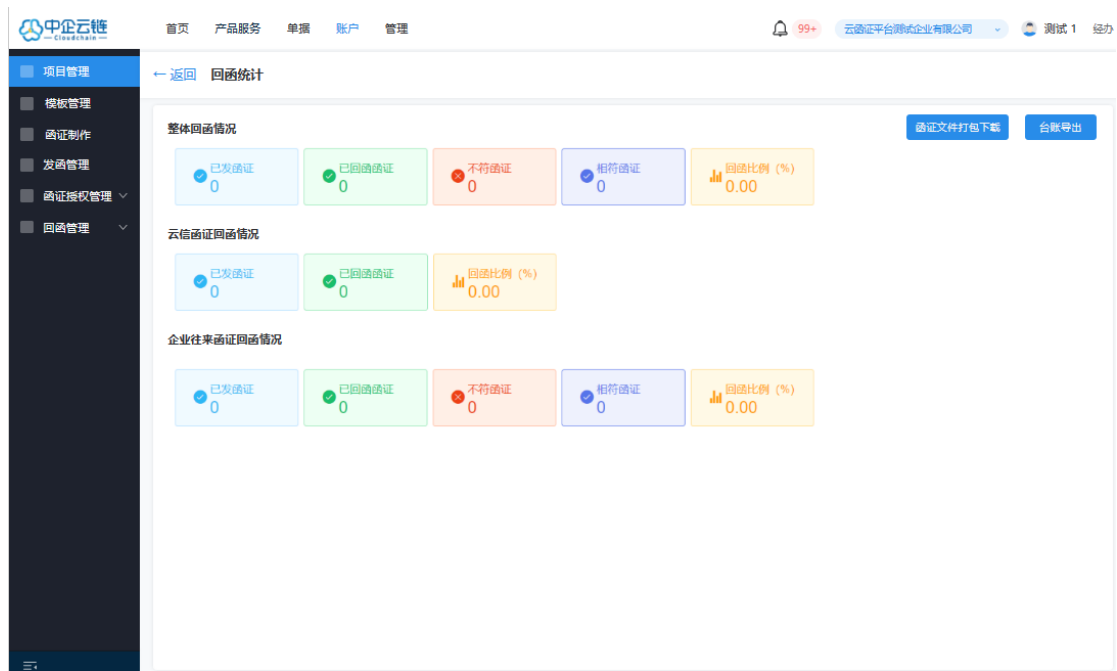 中企云链
Cloudchain
首页 产品服务 单据 账户 管理
99+ 云函证平台测试企业有限公司 测试 1 经办
项目管理
模板管理
函证制作
发函管理
函证授权管理
回函管理
←返回 回函统计
整体回函情况
函证文件打包下载 台账导出
已发函证 已回函函证 不符函证 相符函证 回函比例（%）
0 0 0 0 0.00
云信函证回函情况
已发函证 已回函函证 回函比例（%）
0 0 0.00
企业往来函证回函情况
已发函证 已回函函证 不符函证 相符函证 回函比例（%）
0 0 0 0 0.00